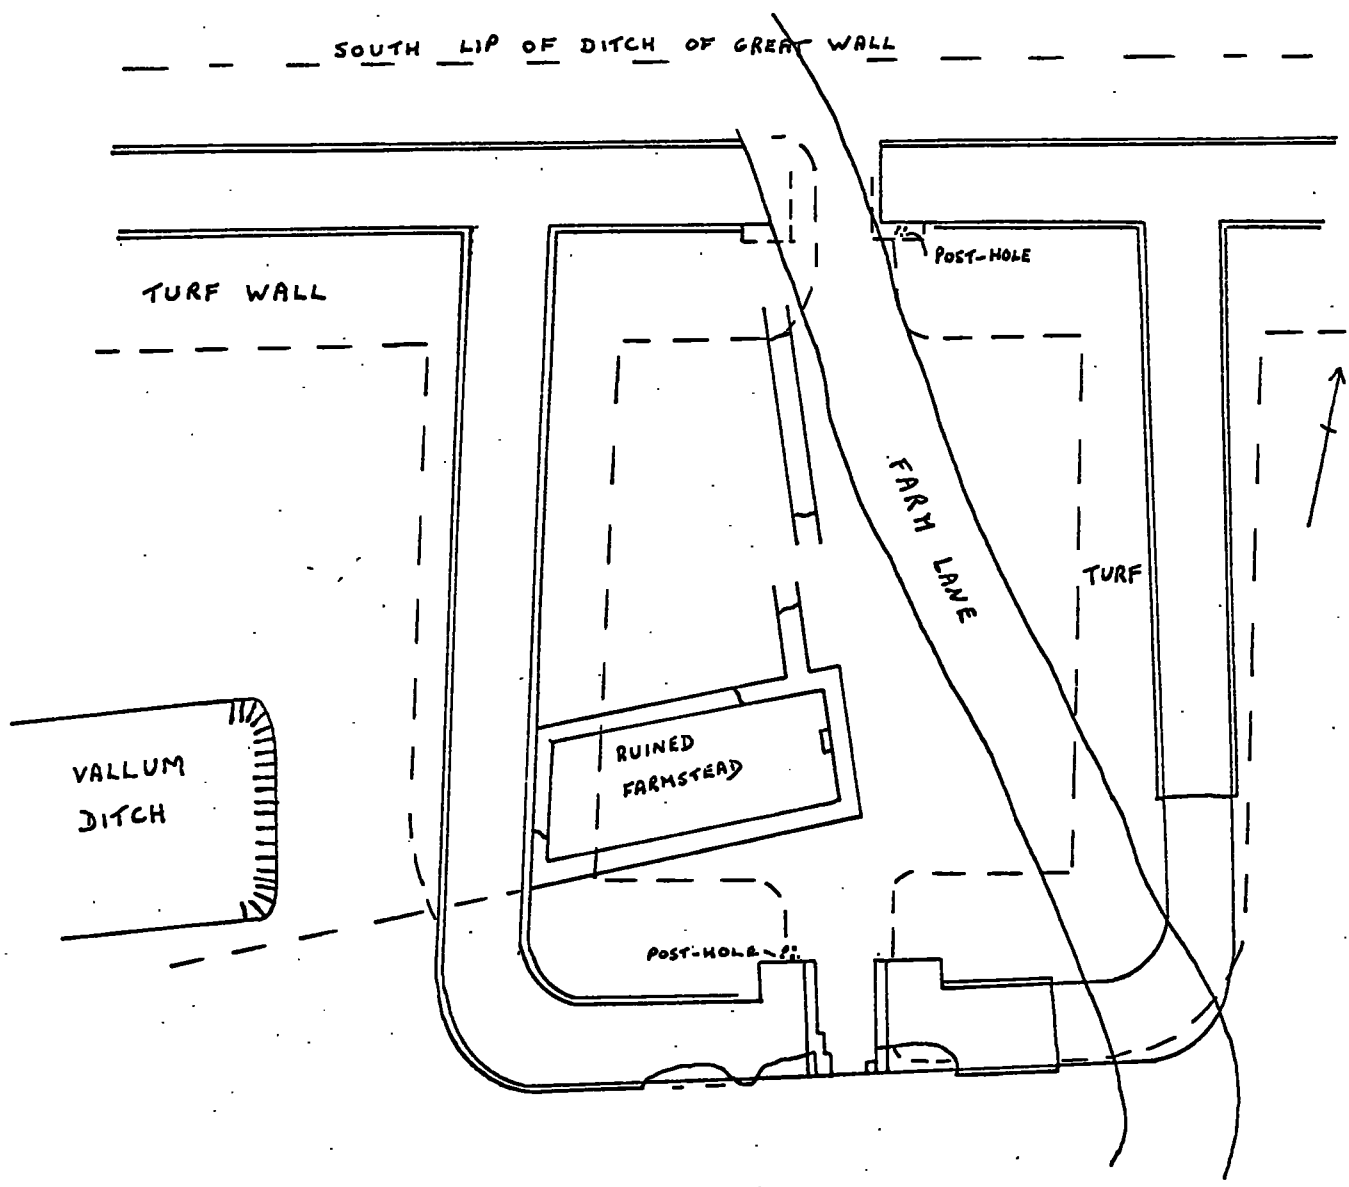 SOUTH LIP OF DITCH OF GREAT WALL
POST-HOLE
TURF WALL
FARM LANE
TURF
RUINED
FARMSTEAD
VALLUM
DITCH
POST-HOLE